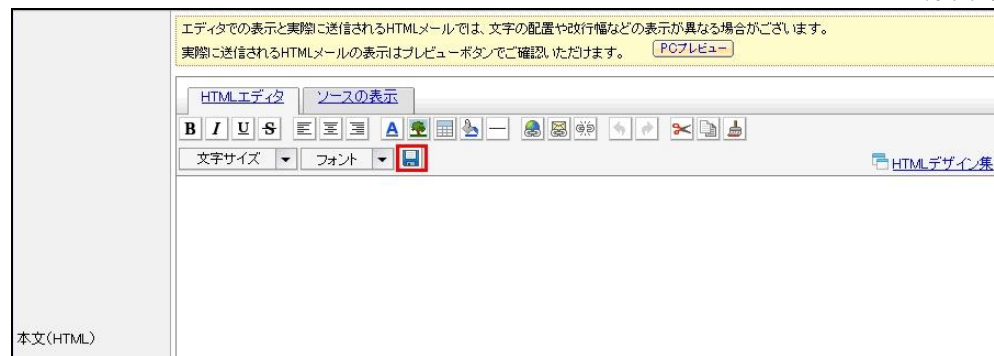 エディタでの表示と実際に送信されるHTMLメールでは、文字の配置や改行幅などの表示が異なる場合がございます。
実際に送信されるHTMLメールの表示はプレビューボタンでご確認いただけます。 PCプレビュー
HTMLエディタ ソースの表示
B I U S A
文字サイズ フォント HTMLデザイン集
本文(HTML)